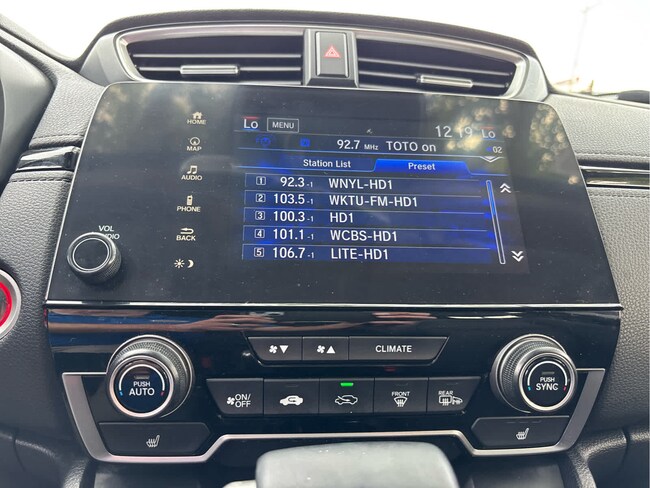 HOME
MAP
AUDIO
PHONE
BACK
VOL
Lo MENU 12:19 Lo
92.7 MHz TOTO on 02
Station List Preset
1 92.3-1 WNYL-HD1
2 103.5-1 WKTU-FM-HD1
3 100.3-1 HD1
4 101.1-1 WCBS-HD1
5 106.7-1 LITE-HD1
CLIMATE
PUSH
AUTO
ON/
OFF
FRONT
REAR
PUSH
SYNC